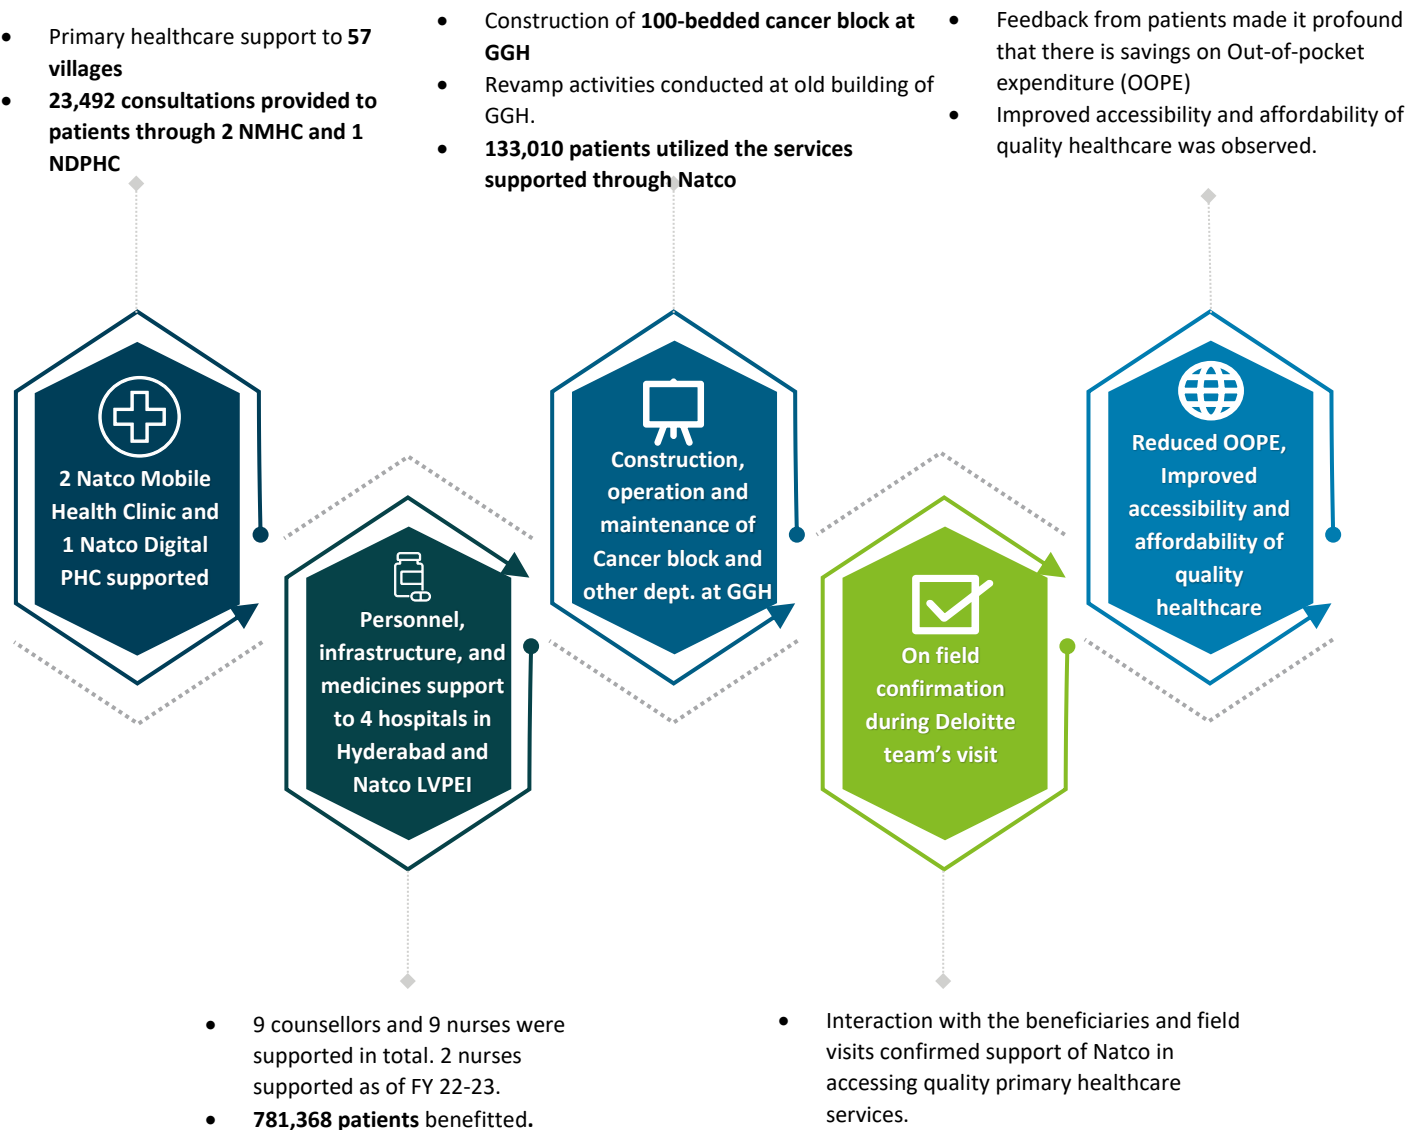 • Primary healthcare support to 57
villages
• 23,492 consultations provided to
patients through 2 NMHC and 1
NDPHC
• Construction of 100-bedded cancer block at
GGH
• Revamp activities conducted at old building of
GGH.
• 133,010 patients utilized the services
supported through Natco
• Feedback from patients made it profound
that there is savings on Out-of-pocket
expenditure (OOPE)
• Improved accessibility and affordability of
quality healthcare was observed.
2 Natco Mobile
Health Clinic and
1 Natco Digital
PHC supported
Personnel,
infrastructure, and
medicines support
to 4 hospitals in
Hyderabad and
Natco LVPEI
Construction,
operation and
maintenance of
Cancer block and
other dept. at GGH
On field
confirmation
during Deloitte
team’s visit
Reduced OOPE,
Improved
accessibility and
affordability of
quality
healthcare
• 9 counsellors and 9 nurses were
supported in total. 2 nurses
supported as of FY 22-23.
• 781,368 patients benefitted.
• Interaction with the beneficiaries and field
visits confirmed support of Natco in
accessing quality primary healthcare
services.